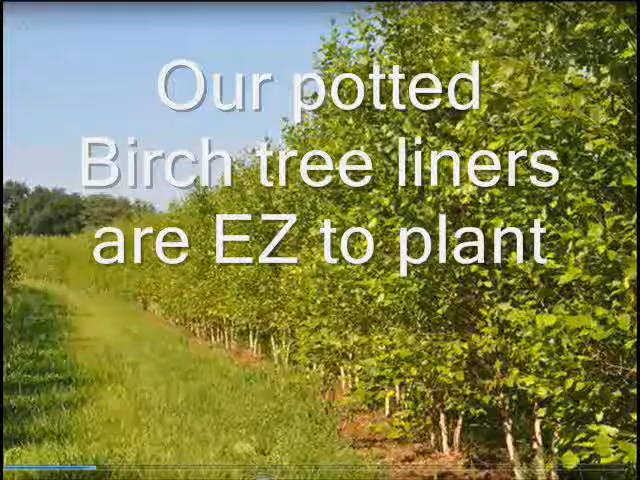 Our potted
Birch tree liners
are EZ to plant